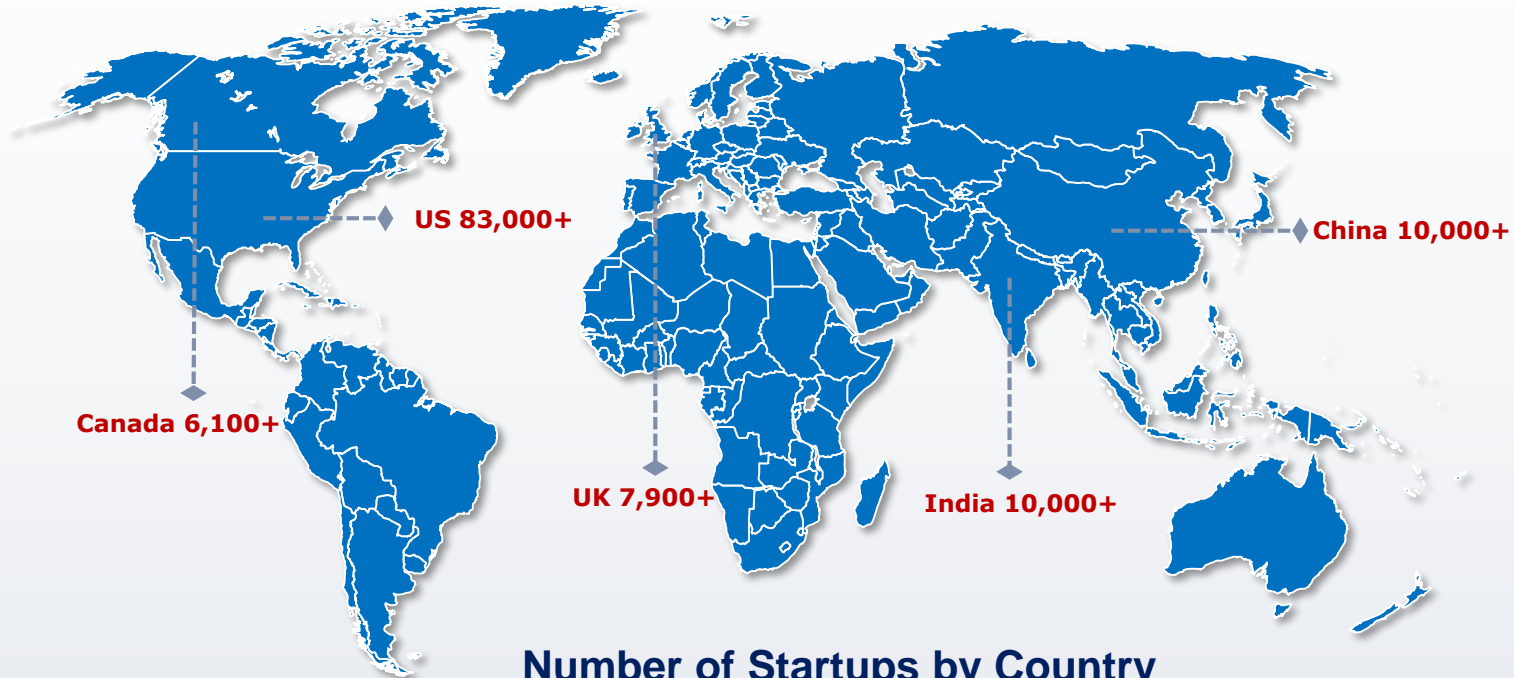 US 83,000+
China 10,000+
Canada 6,100+
UK 7,900+
India 10,000+
Number of Startups by Country